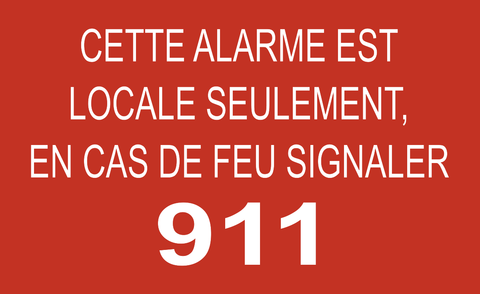 CETTE ALARME EST
LOCALE SEULEMENT,
EN CAS DE FEU SIGNALER
911